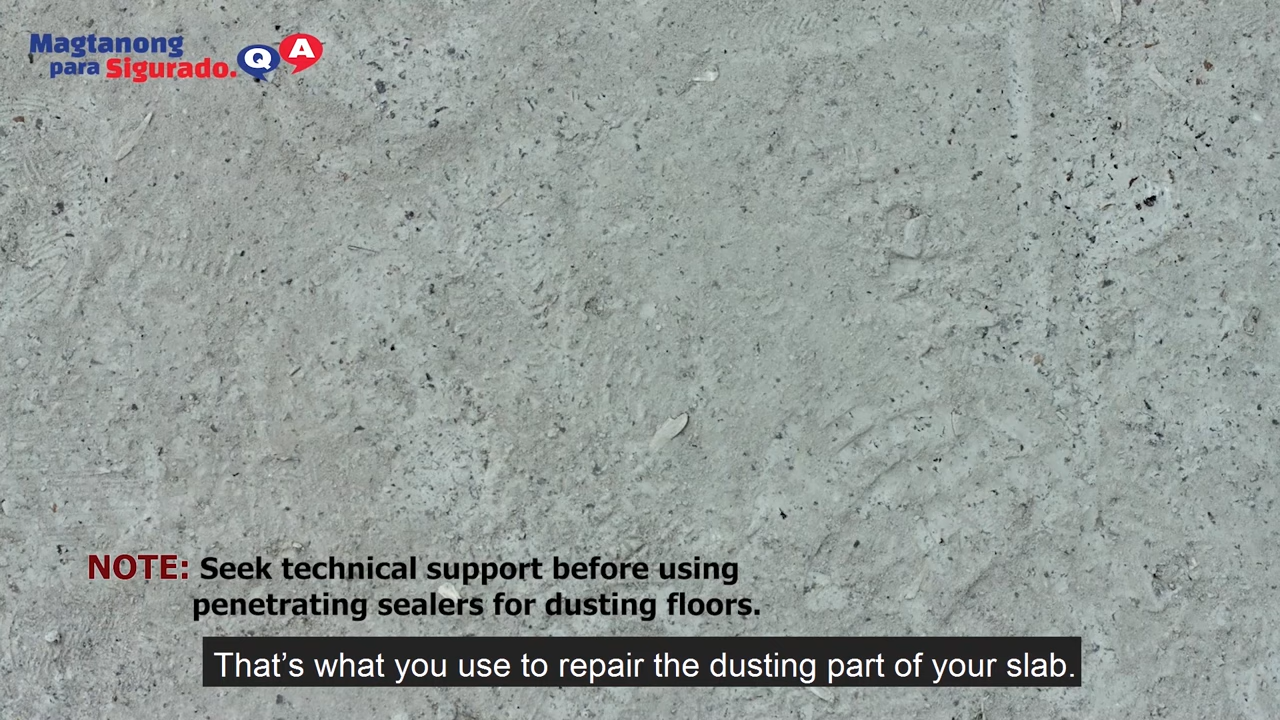 Magtanong
para Sigurado.
Q A
NOTE: Seek technical support before using
penetrating sealers for dusting floors.
That’s what you use to repair the dusting part of your slab.